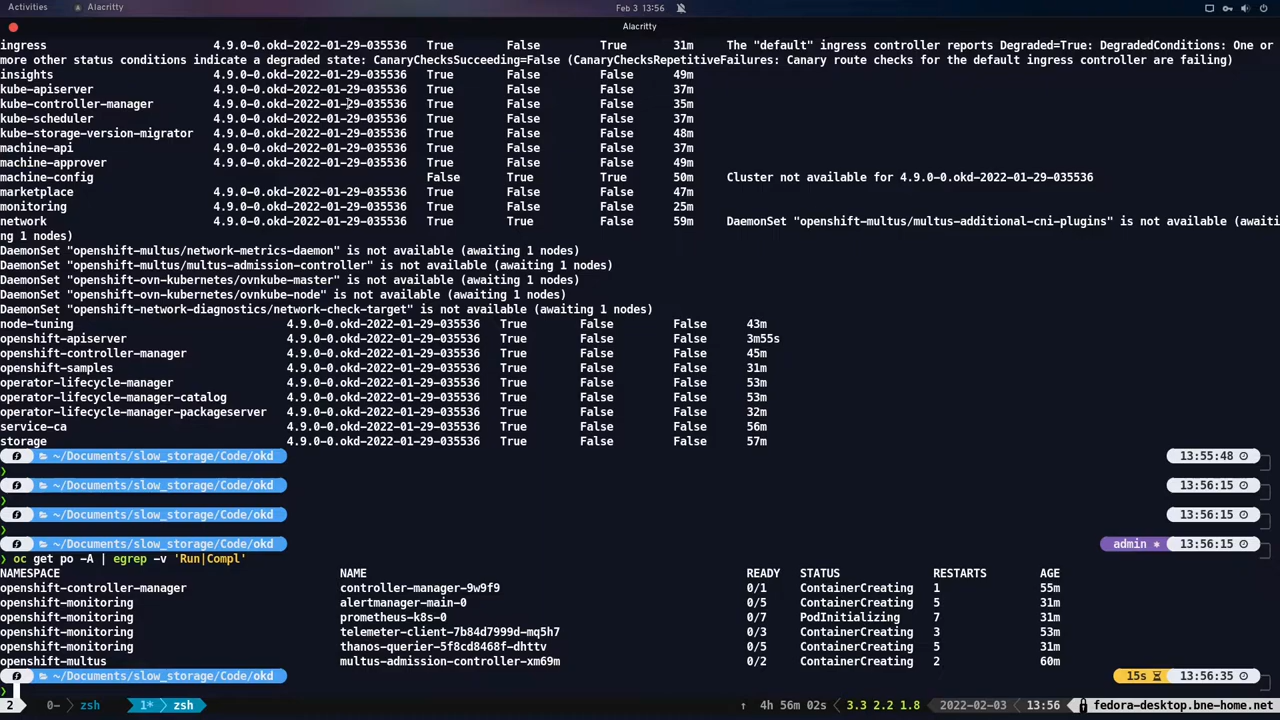 Activities Alacritty Feb 3 13:56
Alacritty
ingress 4.9.0-0.okd-2022-01-29-035536 True False True 31m The "default" ingress controller reports Degraded=True: DegradedConditions: One or
more other status conditions indicate a degraded state: CanaryChecksSucceeding=False (CanaryChecksRepetitiveFailures: Canary route checks for the default ingress controller are failing)
insights 4.9.0-0.okd-2022-01-29-035536 True False False 49m
kube-apiserver 4.9.0-0.okd-2022-01-29-035536 True False False 37m
kube-controller-manager 4.9.0-0.okd-2022-01-29-035536 True False False 35m
kube-scheduler 4.9.0-0.okd-2022-01-29-035536 True False False 37m
kube-storage-version-migrator 4.9.0-0.okd-2022-01-29-035536 True False False 48m
machine-api 4.9.0-0.okd-2022-01-29-035536 True False False 37m
machine-approver 4.9.0-0.okd-2022-01-29-035536 True False False 49m
machine-config False True True 50m Cluster not available for 4.9.0-0.okd-2022-01-29-035536
marketplace 4.9.0-0.okd-2022-01-29-035536 True False False 47m
monitoring 4.9.0-0.okd-2022-01-29-035536 True False False 25m
network 4.9.0-0.okd-2022-01-29-035536 True True False 59m DaemonSet "openshift-multus/multus-additional-cni-plugins" is not available (awaiti
ng 1 nodes)
DaemonSet "openshift-multus/network-metrics-daemon" is not available (awaiting 1 nodes)
DaemonSet "openshift-multus/multus-admission-controller" is not available (awaiting 1 nodes)
DaemonSet "openshift-ovn-kubernetes/ovnkube-master" is not available (awaiting 1 nodes)
DaemonSet "openshift-ovn-kubernetes/ovnkube-node" is not available (awaiting 1 nodes)
DaemonSet "openshift-network-diagnostics/network-check-target" is not available (awaiting 1 nodes)
node-tuning 4.9.0-0.okd-2022-01-29-035536 True False False 43m
openshift-apiserver 4.9.0-0.okd-2022-01-29-035536 True False False 3m55s
openshift-controller-manager 4.9.0-0.okd-2022-01-29-035536 True False False 45m
openshift-samples 4.9.0-0.okd-2022-01-29-035536 True False False 31m
operator-lifecycle-manager 4.9.0-0.okd-2022-01-29-035536 True False False 53m
operator-lifecycle-manager-catalog 4.9.0-0.okd-2022-01-29-035536 True False False 53m
operator-lifecycle-manager-packageserver 4.9.0-0.okd-2022-01-29-035536 True False False 32m
service-ca 4.9.0-0.okd-2022-01-29-035536 True False False 56m
storage 4.9.0-0.okd-2022-01-29-035536 True False False 57m
~/Documents/slow_storage/Code/okd 13:55:48
❯
~/Documents/slow_storage/Code/okd 13:56:15
❯
~/Documents/slow_storage/Code/okd 13:56:15
❯
~/Documents/slow_storage/Code/okd admin 13:56:15
❯ oc get po -A | egrep -v 'Run|Compl'
NAMESPACE NAME READY STATUS RESTARTS AGE
openshift-controller-manager controller-manager-9w9f9 0/1 ContainerCreating 1 55m
openshift-monitoring alertmanager-main-0 0/5 ContainerCreating 5 31m
openshift-monitoring prometheus-k8s-0 0/7 PodInitializing 7 31m
openshift-monitoring telemeter-client-7b84d7999d-mq5h7 0/3 ContainerCreating 3 53m
openshift-monitoring thanos-querier-5f8cd8468f-dhttv 0/5 ContainerCreating 5 31m
openshift-multus multus-admission-controller-xm69m 0/2 ContainerCreating 2 60m
~/Documents/slow_storage/Code/okd 15s 13:56:35
❯
2 0- zsh 1* zsh ↑ 4h 56m 02s 3.3 2.2 1.8 2022-02-03 13:56 fedora-desktop.bne-home.net